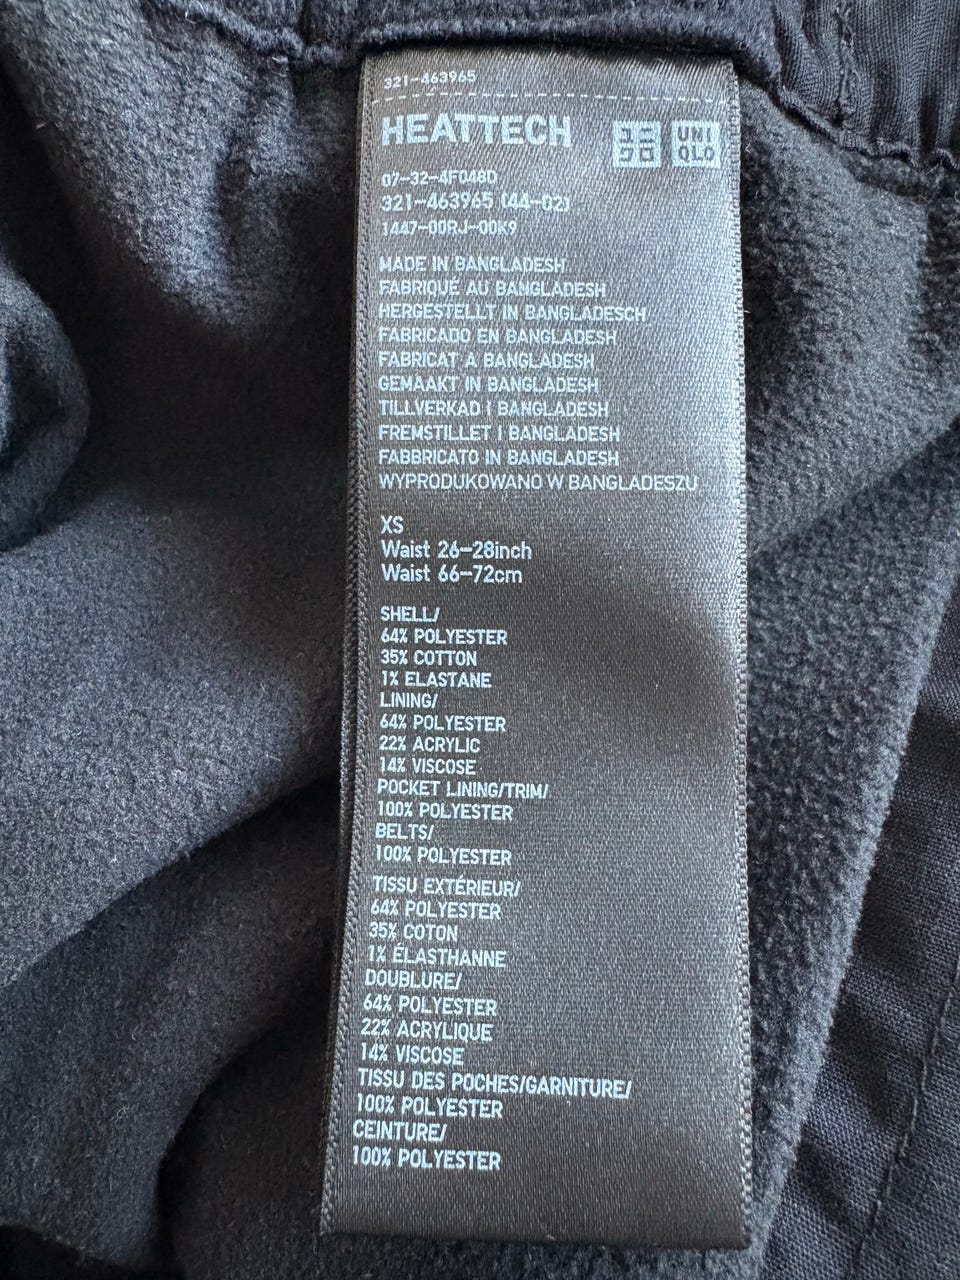 321-463965
HEATTECH
ユニ
クロ
UNI
QLO
07-32-4F048D
321-463965 (44-02)
1447-00RJ-00K9
MADE IN BANGLADESH
FABRIQUÉ AU BANGLADESH
HERGESTELLT IN BANGLADESCH
FABRICADO EN BANGLADESH
FABRICAT A BANGLADESH
GEMAAKT IN BANGLADESH
TILLVERKAD I BANGLADESH
FREMSTILLET I BANGLADESH
FABBRICATO IN BANGLADESH
WYPRODUKOWANO W BANGLADESZU
XS
Waist 26-28inch
Waist 66-72cm
SHELL/
64% POLYESTER
35% COTTON
1% ELASTANE
LINING/
64% POLYESTER
22% ACRYLIC
14% VISCOSE
POCKET LINING/TRIM/
100% POLYESTER
BELTS/
100% POLYESTER
TISSU EXTÉRIEUR/
64% POLYESTER
35% COTON
1% ÉLASTHANNE
DOUBLURE/
64% POLYESTER
22% ACRYLIQUE
14% VISCOSE
TISSU DES POCHES/GARNITURE/
100% POLYESTER
CEINTURE/
100% POLYESTER